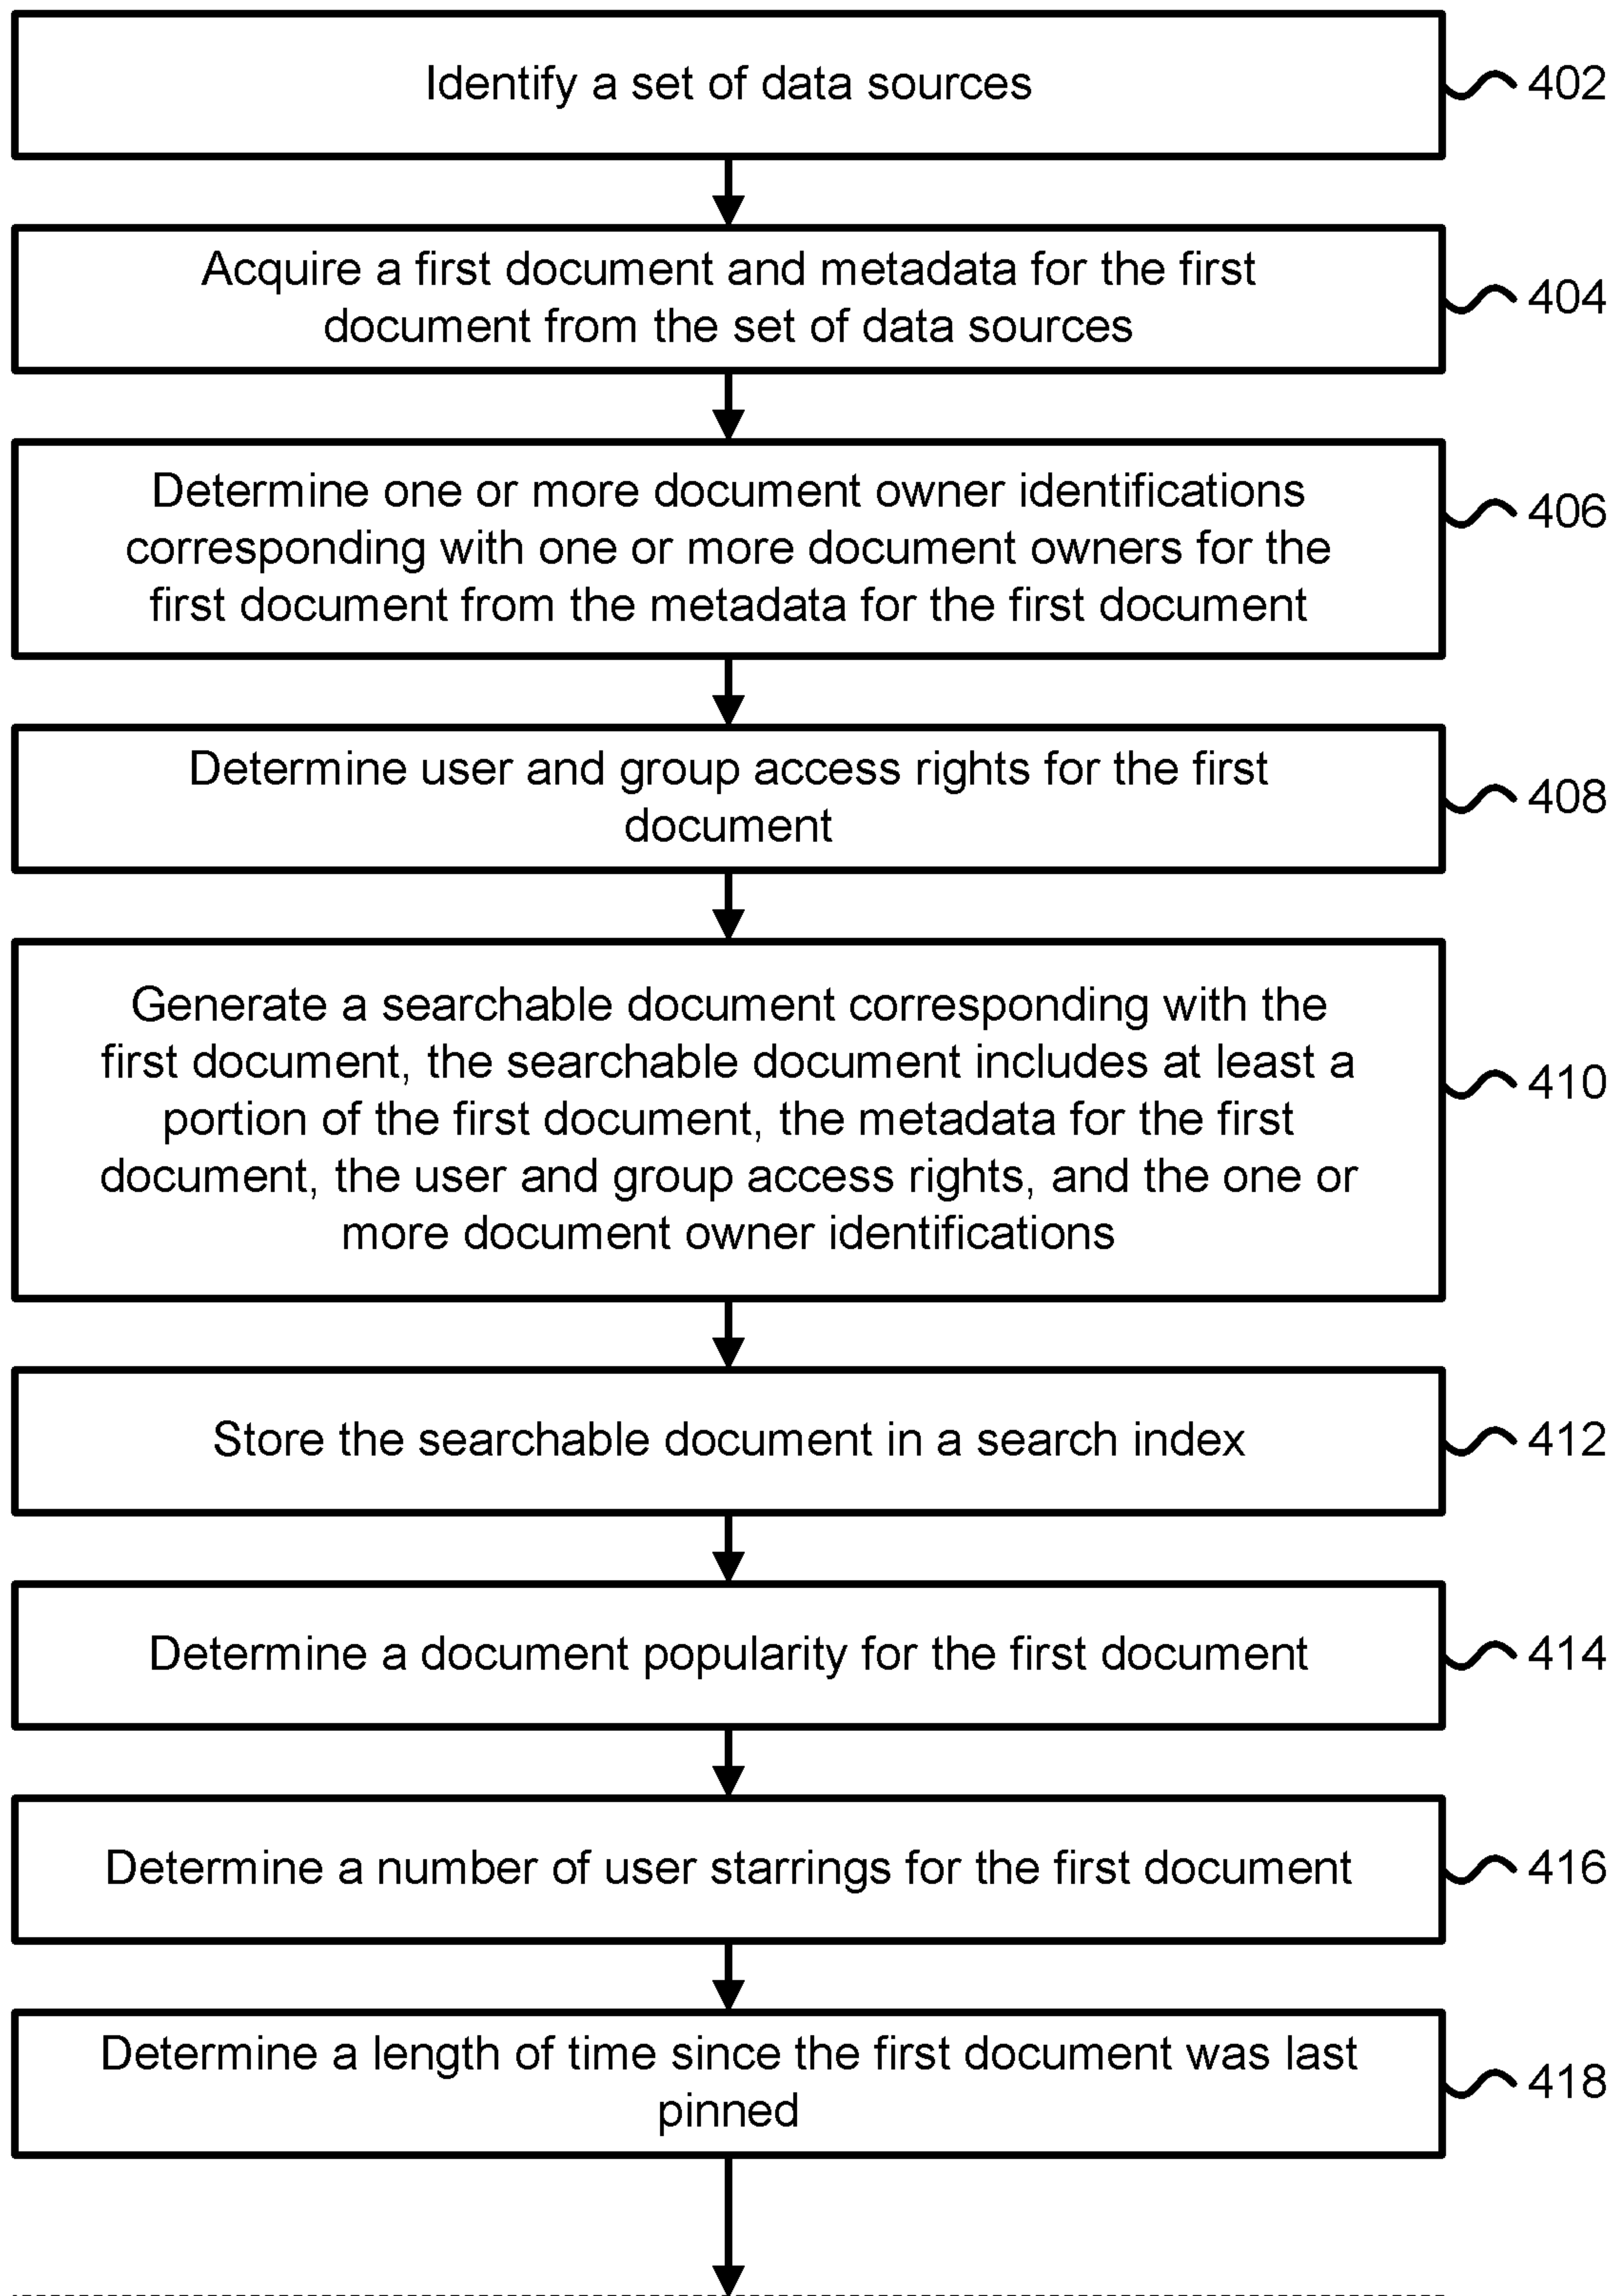 Identify a set of data sources
402
Acquire a first document and metadata for the first
document from the set of data sources
404
Determine one or more document owner identifications
corresponding with one or more document owners for the
first document from the metadata for the first document
406
Determine user and group access rights for the first
document
408
Generate a searchable document corresponding with the
first document, the searchable document includes at least a
portion of the first document, the metadata for the first
document, the user and group access rights, and the one or
more document owner identifications
410
Store the searchable document in a search index
412
Determine a document popularity for the first document
414
Determine a number of user starrings for the first document
416
Determine a length of time since the first document was last
pinned
418